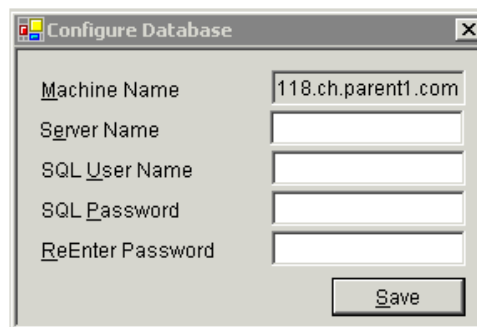 Configure Database
Machine Name 118.ch.parent1.com
Server Name
SQL User Name
SQL Password
ReEnter Password
Save